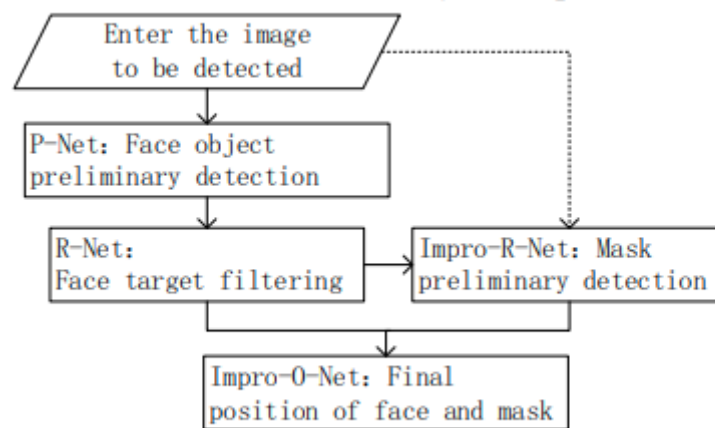 Enter the image
to be detected
P-Net: Face object
preliminary detection
R-Net:
Face target filtering
Impro-R-Net: Mask
preliminary detection
Impro-O-Net: Final
position of face and mask